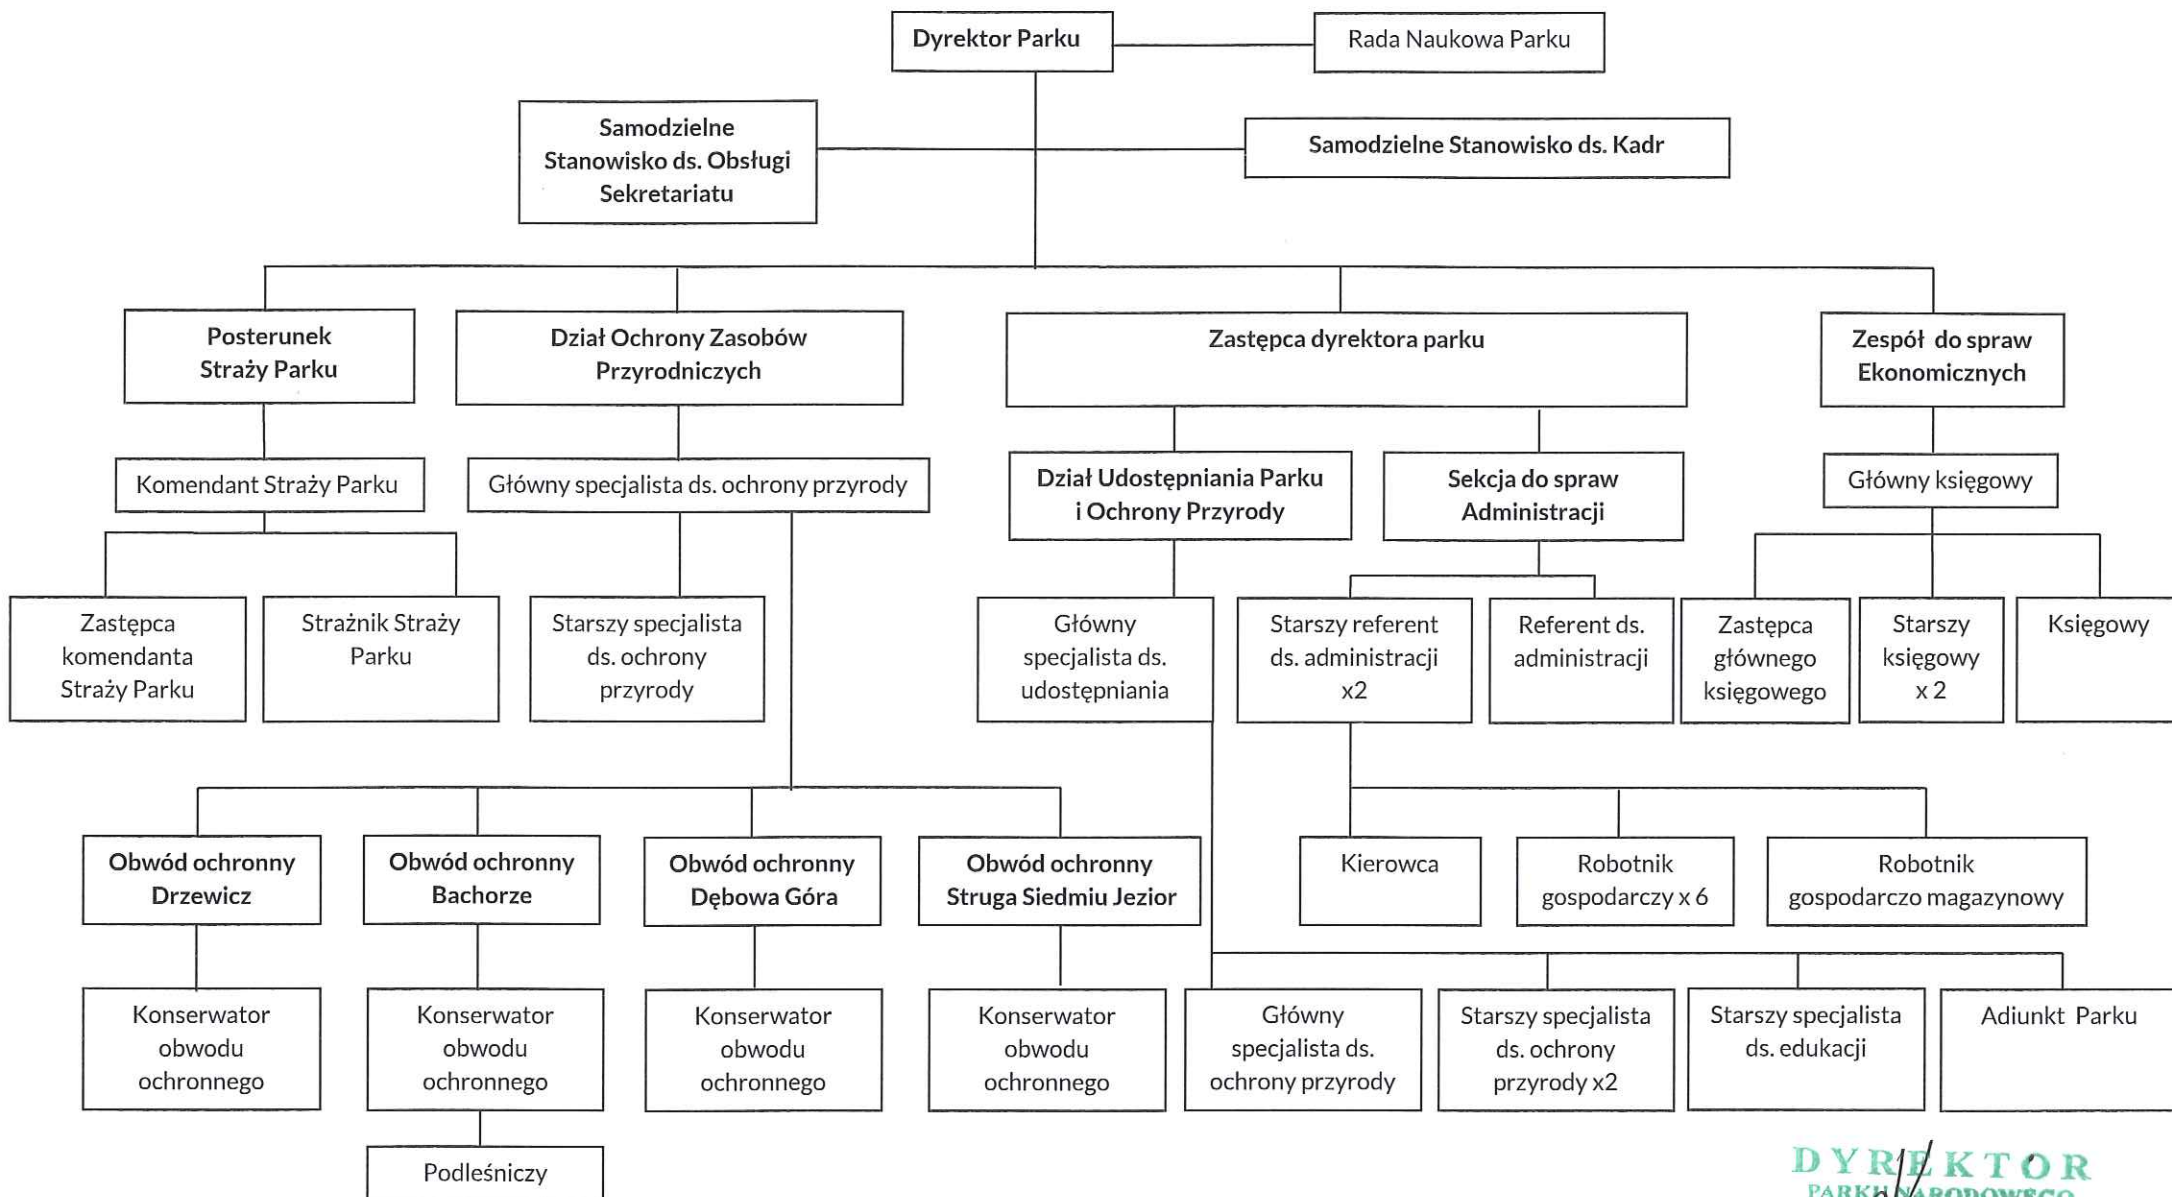 Dyrektor Parku
Rada Naukowa Parku
Samodzielne
Stanowisko ds. Obsługi
Sekretariatu
Samodzielne Stanowisko ds. Kadr
Posterunek
Straży Parku
Dział Ochrony Zasobów
Przyrodniczych
Zastępca dyrektora parku
Zespół do spraw
Ekonomicznych
Komendant Straży Parku
Główny specjalista ds. ochrony przyrody
Dział Udostępniania Parku
i Ochrony Przyrody
Sekcja do spraw
Administracji
Główny księgowy
Zastępca
komendanta
Straży Parku
Strażnik Straży
Parku
Starszy specjalista
ds. ochrony
przyrody
Główny
specjalista ds.
udostępniania
Starszy referent
ds. administracji
x2
Referent ds.
administracji
Zastępca
głównego
księgowego
Starszy
księgowy
x 2
Księgowy
Obwód ochronny
Drzewicz
Obwód ochronny
Bachorze
Obwód ochronny
Dębowa Góra
Obwód ochronny
Struga Siedmiu Jezior
Kierowca
Robotnik
gospodarczy x 6
Robotnik
gospodarczo magazynowy
Konserwator
obwodu
ochronnego
Konserwator
obwodu
ochronnego
Konserwator
obwodu
ochronnego
Konserwator
obwodu
ochronnego
Główny
specjalista ds.
ochrony przyrody
Starszy specjalista
ds. ochrony
przyrody x2
Starszy specjalista
ds. edukacji
Adiunkt Parku
Podleśniczy
DYREKTOR
PARKU NARODOWEGO